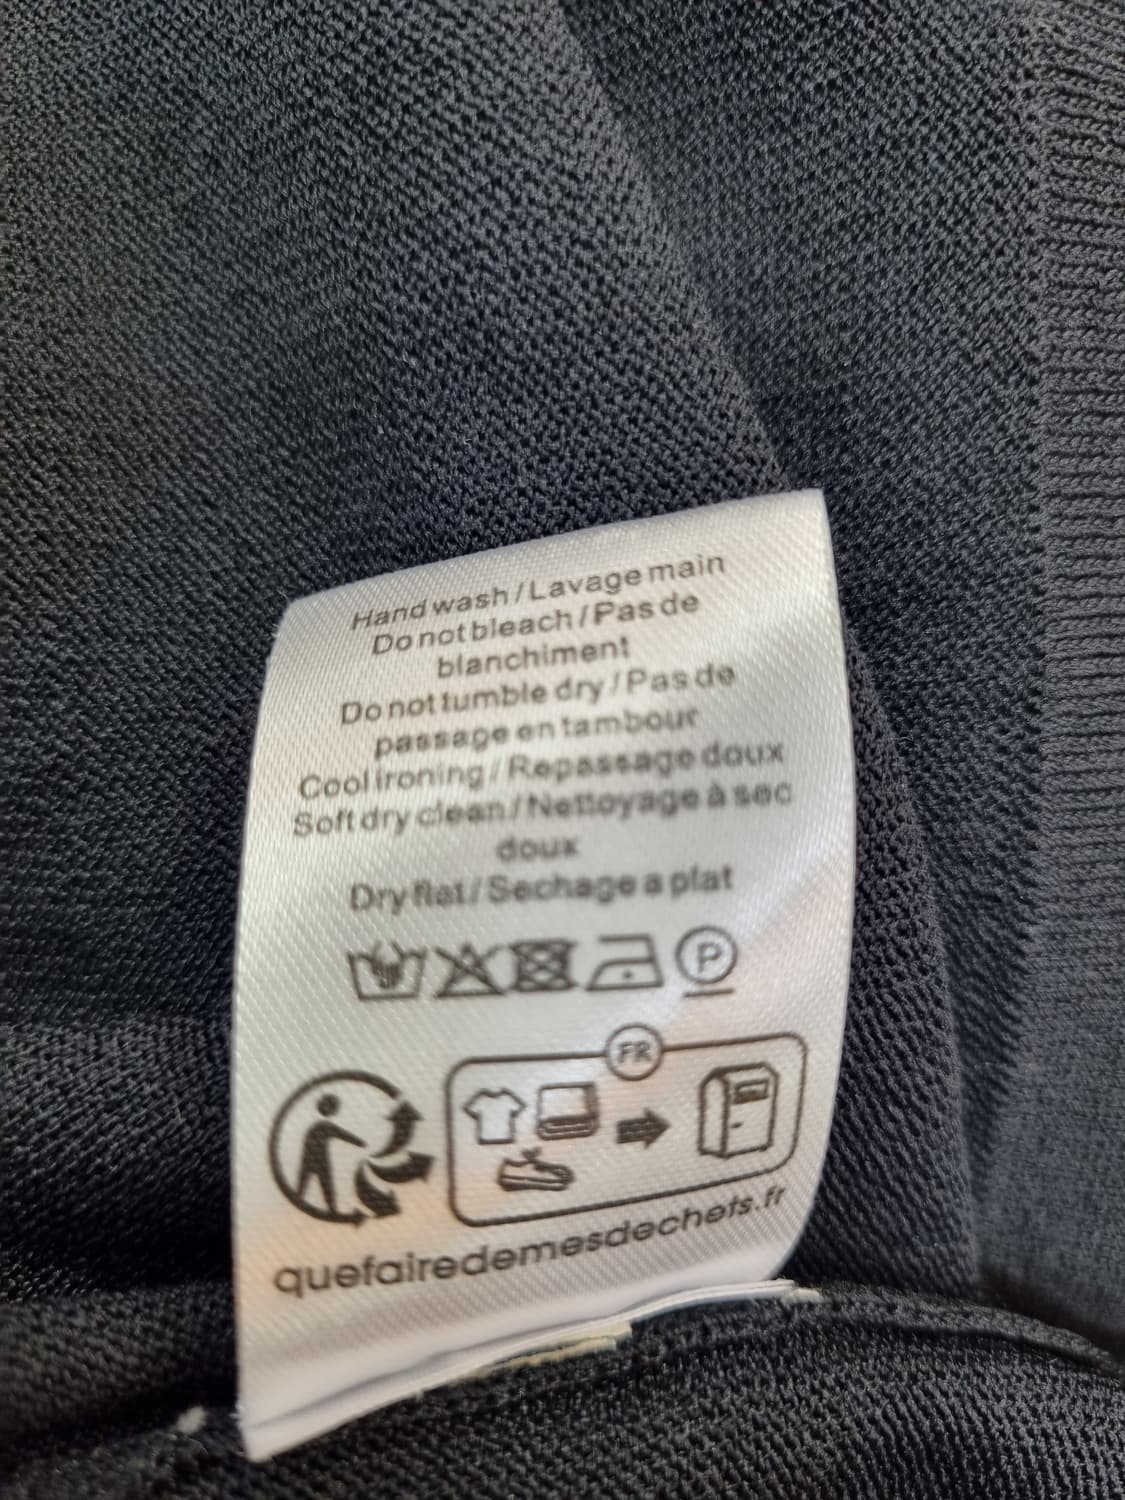 Hand wash / Lavage main
Do not bleach / Pas de
blanchiment
Do not tumble dry / Pas de
passage en tambour
Cool ironing / Repassage doux
Soft dry clean / Nettoyage à sec
doux
Dry flat / Sechage a plat
P
FR
quefairedemesdechets.fr